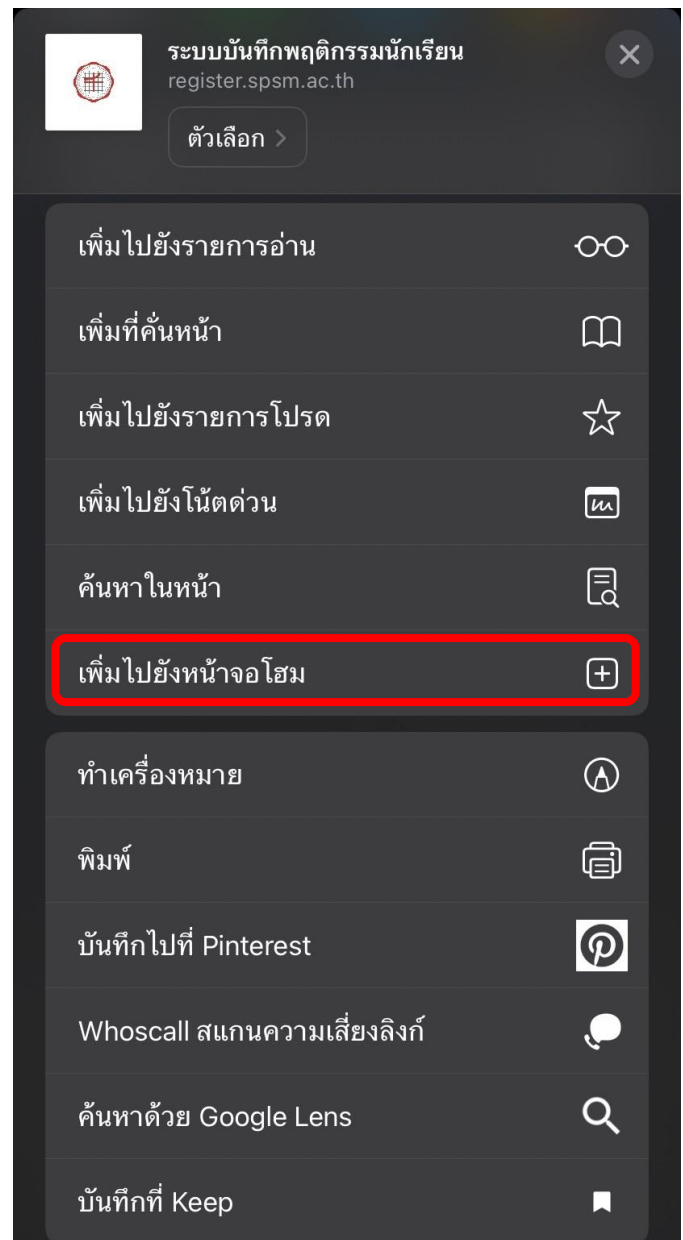 ระบบบันทึกพฤติกรรมนักเรียน
register.spsm.ac.th
ตัวเลือก
เพิ่มไปยังรายการอ่าน
เพิ่มที่คั่นหน้า
เพิ่มไปยังรายการโปรด
เพิ่มไปยังโน้ตด่วน
ค้นหาในหน้า
เพิ่มไปยังหน้าจอโฮม
ทำเครื่องหมาย
พิมพ์
บันทึกไปที่ Pinterest
Whoscall สแกนความเสี่ยงลิงก์
ค้นหาด้วย Google Lens
บันทึกที่ Keep